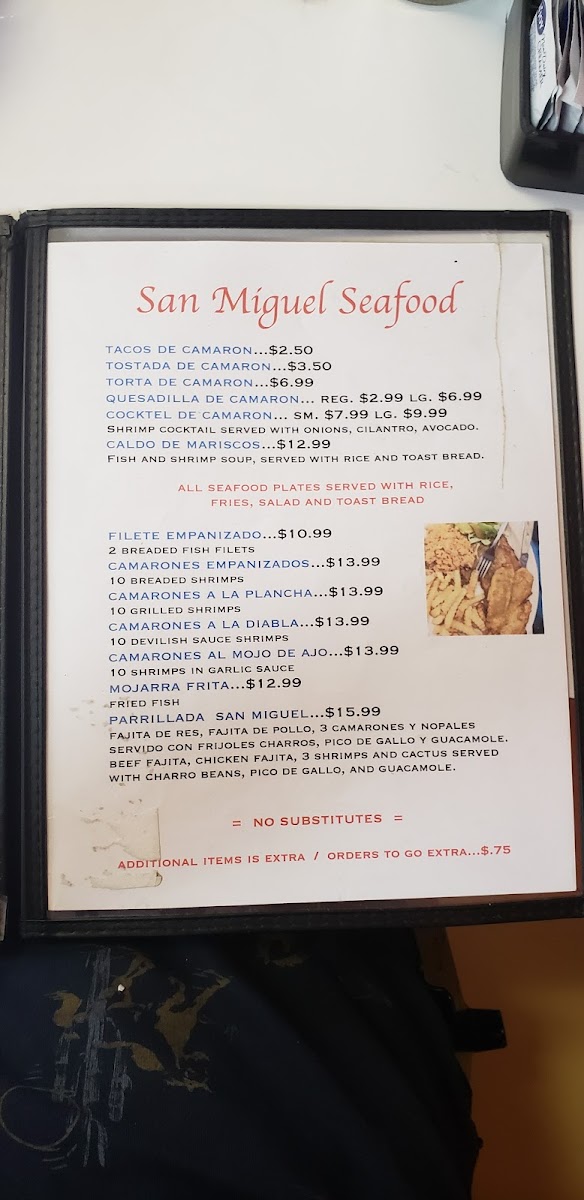 San Miguel Seafood
TACOS DE CAMARON...$2.50
TOSTADA DE CAMARON...$3.50
TORTA DE CAMARON...$6.99
QUESADILLA DE CAMARON... REG. $2.99 LG. $6.99
COCKTEL DE CAMARON... SM. $7.99 LG. $9.99
SHRIMP COCKTAIL SERVED WITH ONIONS, CILANTRO, AVOCADO.
CALDO DE MARISCOS...$12.99
FISH AND SHRIMP SOUP, SERVED WITH RICE AND TOAST BREAD.
ALL SEAFOOD PLATES SERVED WITH RICE,
FRIES, SALAD AND TOAST BREAD
FILETE EMPANIZADO...$10.99
2 BREADED FISH FILETS
CAMARONES EMPANIZADOS...$13.99
10 BREADED SHRIMPS
CAMARONES A LA PLANCHA...$13.99
10 GRILLED SHRIMPS
CAMARONES A LA DIABLA...$13.99
10 DEVILISH SAUCE SHRIMPS
CAMARONES AL MOJO DE AJO...$13.99
10 SHRIMPS IN GARLIC SAUCE
MOJARRA FRITA...$12.99
FRIED FISH
PARRILLADA SAN MIGUEL...$15.99
FAJITA DE RES, FAJITA DE POLLO, 3 CAMARONES Y NOPALES
SERVIDO CON FRIJOLES CHARROS, PICO DE GALLO Y GUACAMOLE.
BEEF FAJITA, CHICKEN FAJITA, 3 SHRIMPS AND CACTUS SERVED
WITH CHARRO BEANS, PICO DE GALLO, AND GUACAMOLE.
= NO SUBSTITUTES =
ADDITIONAL ITEMS IS EXTRA / ORDERS TO GO EXTRA...$.75